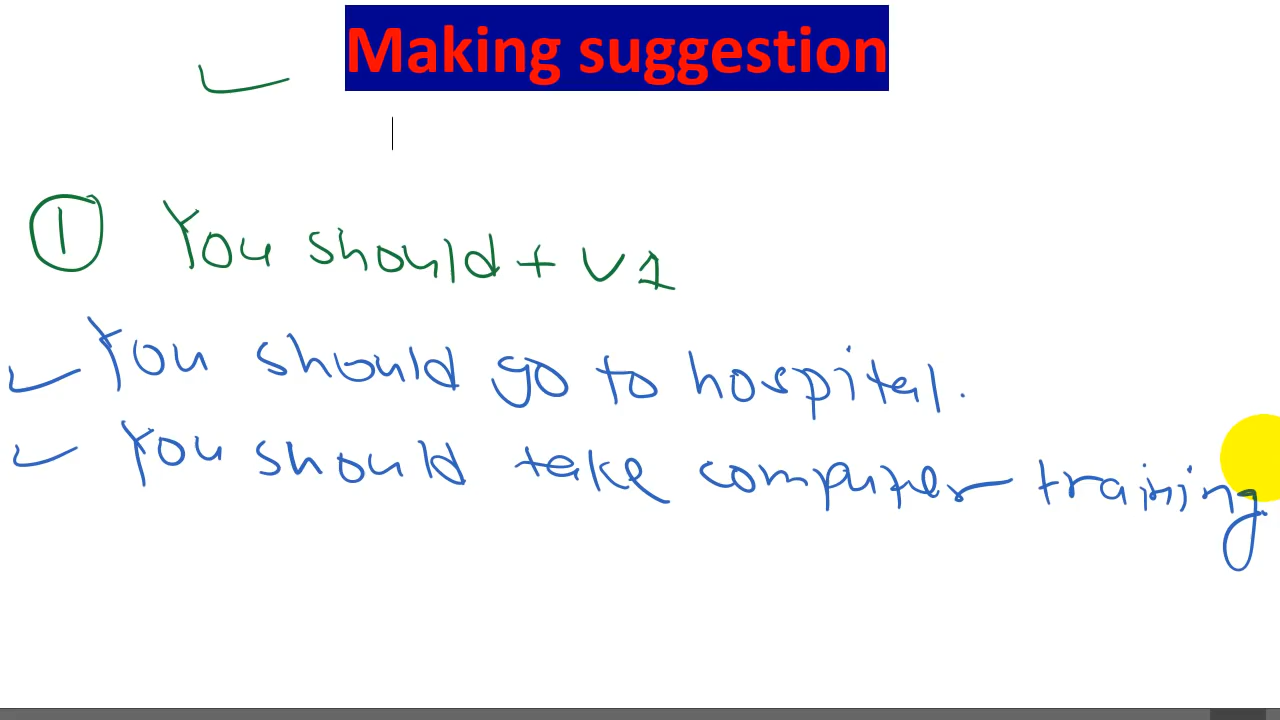 Making suggestion
1 You should + V1
You should go to hospital.
You should take computer training.